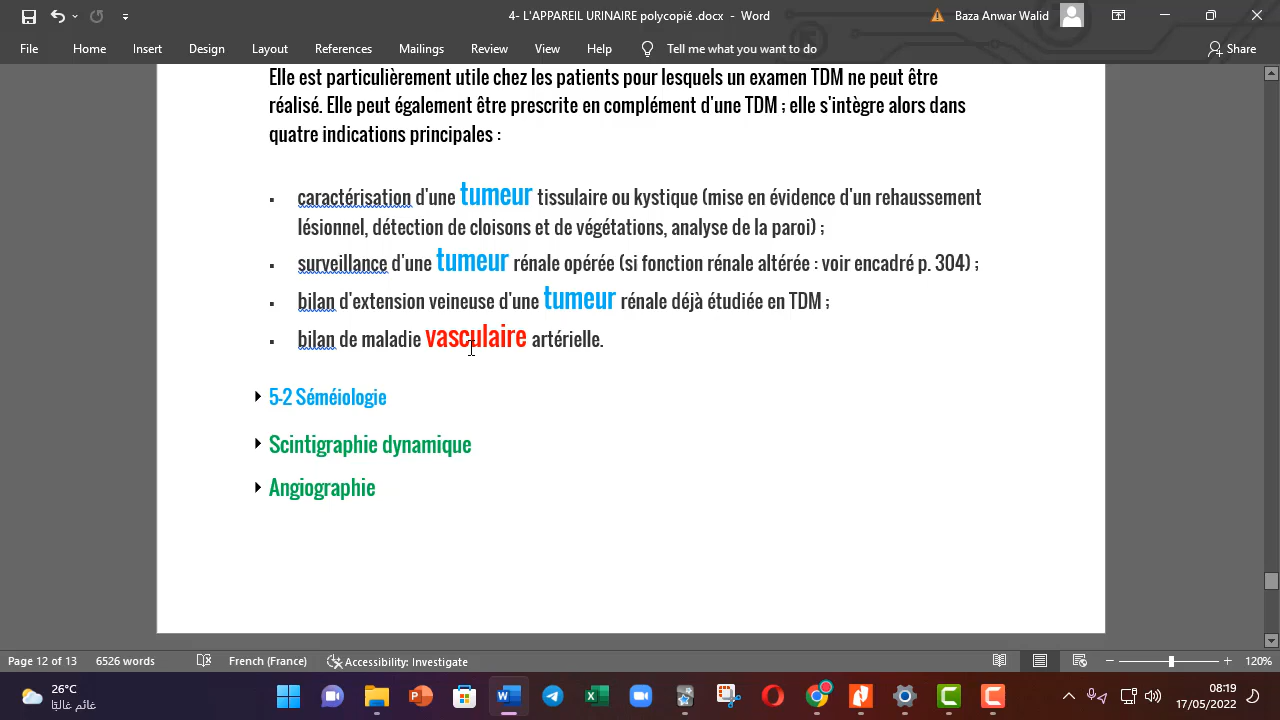 4- L'APPAREIL URINAIRE polycopié .docx - Word
Baza Anwar Walid
File Home Insert Design Layout References Mailings Review View Help Tell me what you want to do Share
Elle est particulièrement utile chez les patients pour lesquels un examen TDM ne peut être
réalisé. Elle peut également être prescrite en complément d'une TDM ; elle s'intègre alors dans
quatre indications principales :
▪ caractérisation d'une tumeur tissulaire ou kystique (mise en évidence d'un rehaussement
lésionnel, détection de cloisons et de végétations, analyse de la paroi) ;
▪ surveillance d'une tumeur rénale opérée (si fonction rénale altérée : voir encadré p. 304) ;
▪ bilan d'extension veineuse d'une tumeur rénale déjà étudiée en TDM ;
▪ bilan de maladie vasculaire artérielle.
5-2 Séméiologie
Scintigraphie dynamique
Angiographie
Page 12 of 13 6526 words French (France) Accessibility: Investigate 120%
26°C
غائم غالبًا
08:19
17/05/2022